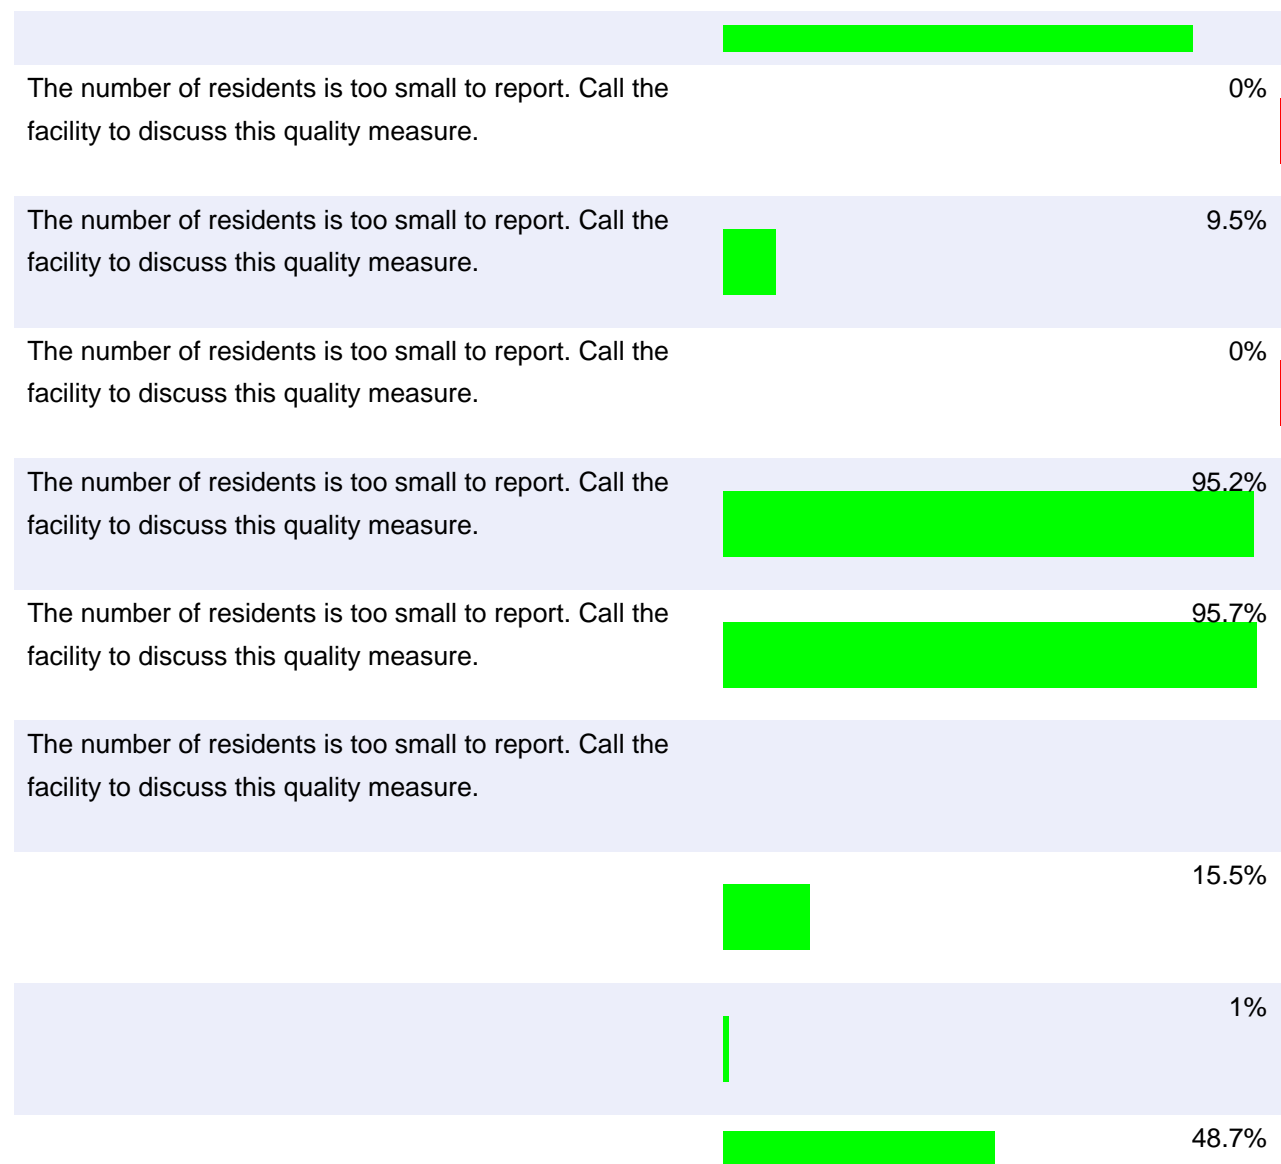 The number of residents is too small to report. Call the 0%
facility to discuss this quality measure.
The number of residents is too small to report. Call the 9.5%
facility to discuss this quality measure.
The number of residents is too small to report. Call the 0%
facility to discuss this quality measure.
The number of residents is too small to report. Call the 95.2%
facility to discuss this quality measure.
The number of residents is too small to report. Call the 95.7%
facility to discuss this quality measure.
The number of residents is too small to report. Call the
facility to discuss this quality measure.
15.5%
1%
48.7%